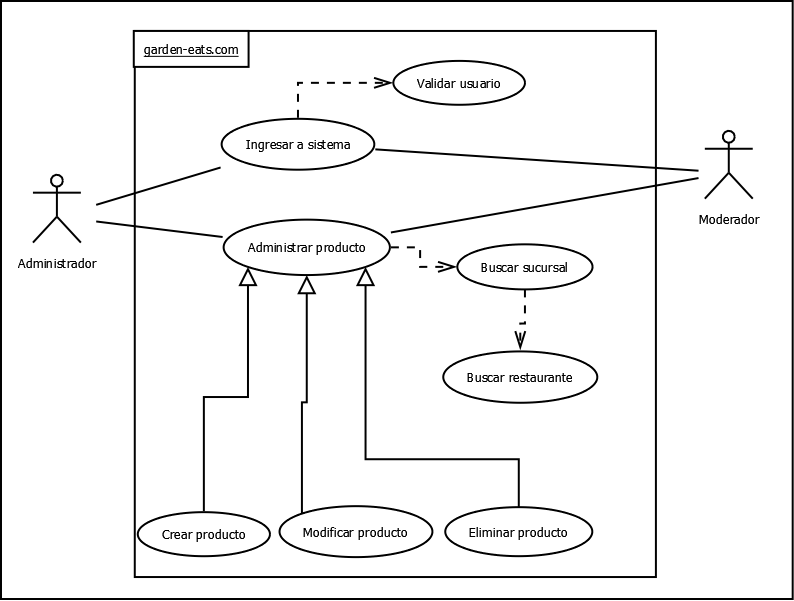 garden-eats.com
Validar usuario
Ingresar a sistema
Moderador
Administrador
Administrar producto
Buscar sucursal
Buscar restaurante
Crear producto
Modificar producto
Eliminar producto